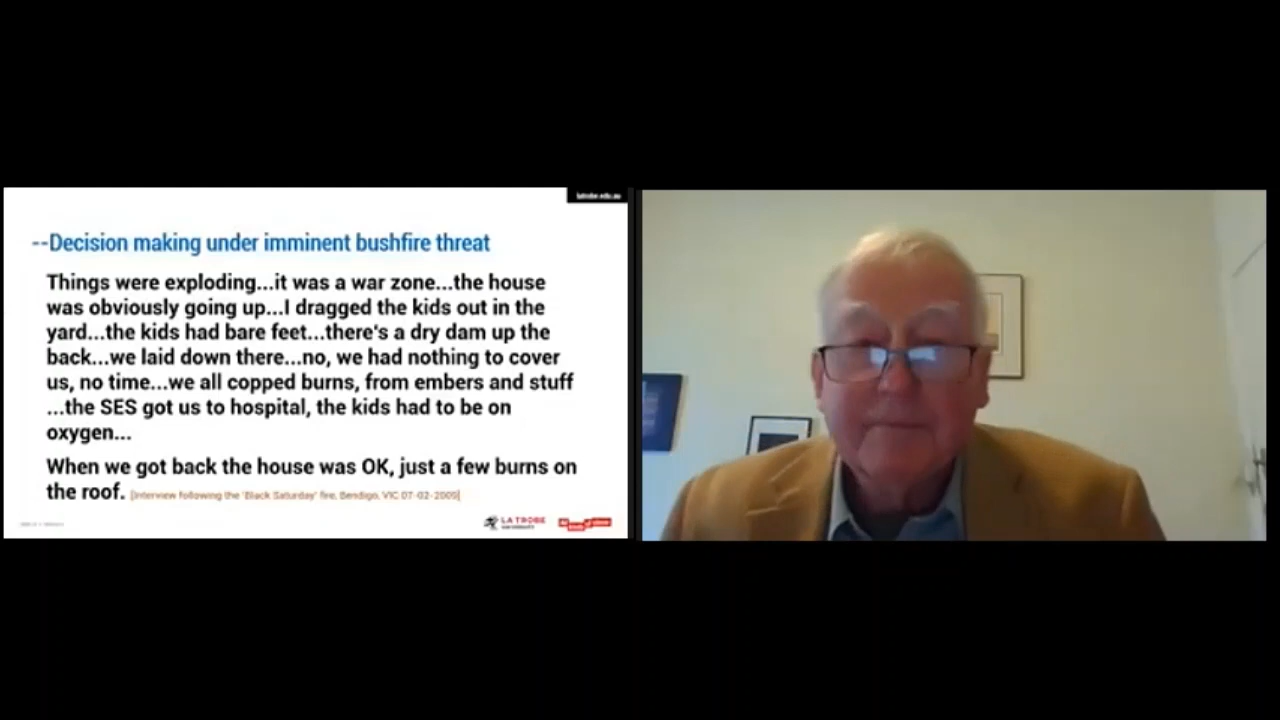 latrobe.edu.au
--Decision making under imminent bushfire threat
Things were exploding...it was a war zone...the house
was obviously going up...I dragged the kids out in the
yard...the kids had bare feet...there's a dry dam up the
back...we laid down there...no, we had nothing to cover
us, no time...we all copped burns, from embers and stuff
...the SES got us to hospital, the kids had to be on
oxygen...
When we got back the house was OK, just a few burns on
the roof. [Interview following the 'Black Saturday' fire, Bendigo, VIC 07-02-2009]
LA TROBE
UNIVERSITY